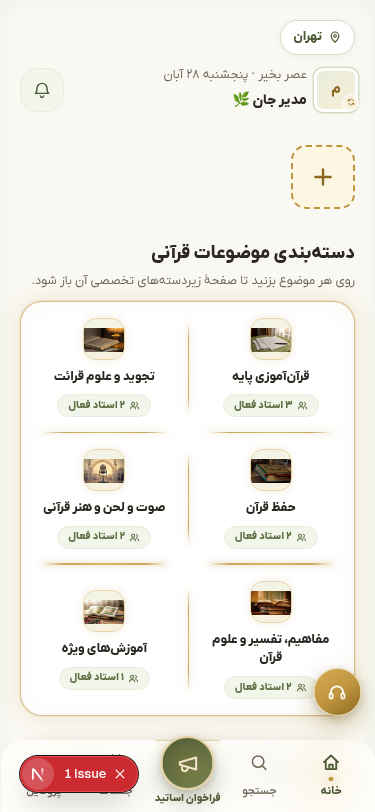 تهران
عصر بخیر · پنجشنبه ۲۸ آبان
م
مدیر جان 🌿
+
دسته‌بندی موضوعات قرآنی
روی هر موضوع بزنید تا صفحهٔ زیردسته‌های تخصصی آن باز شود.
قرآن‌آموزی پایه
۳ استاد فعال
تجوید و علوم قرائت
۲ استاد فعال
حفظ قرآن
۲ استاد فعال
صوت و لحن و هنر قرآنی
۲ استاد فعال
مفاهیم، تفسیر و علوم
قرآن
۲ استاد فعال
آموزش‌های ویژه
۱ استاد فعال
خانه
جستجو
فراخوان اساتید
N 1 Issue